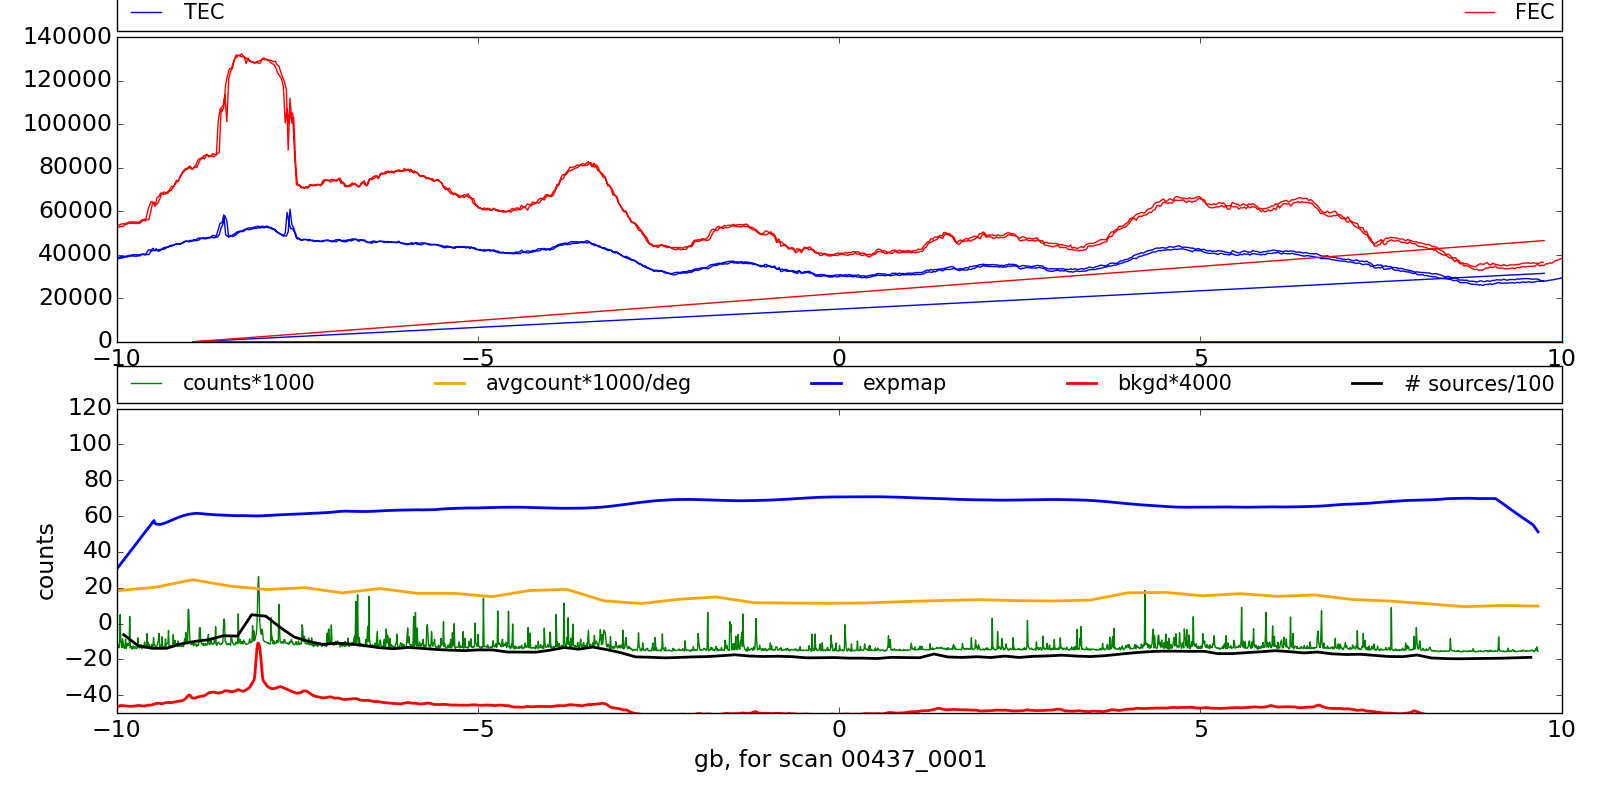 TEC FEC
140000
120000
100000
80000
60000
40000
20000
0
−10 −5 0 5 10
counts*1000 avgcount*1000/deg expmap bkgd*4000 # sources/100
120
100
80
60
40
20
0
−20
−40
counts
−10 −5 0 5 10
gb, for scan 00437_0001